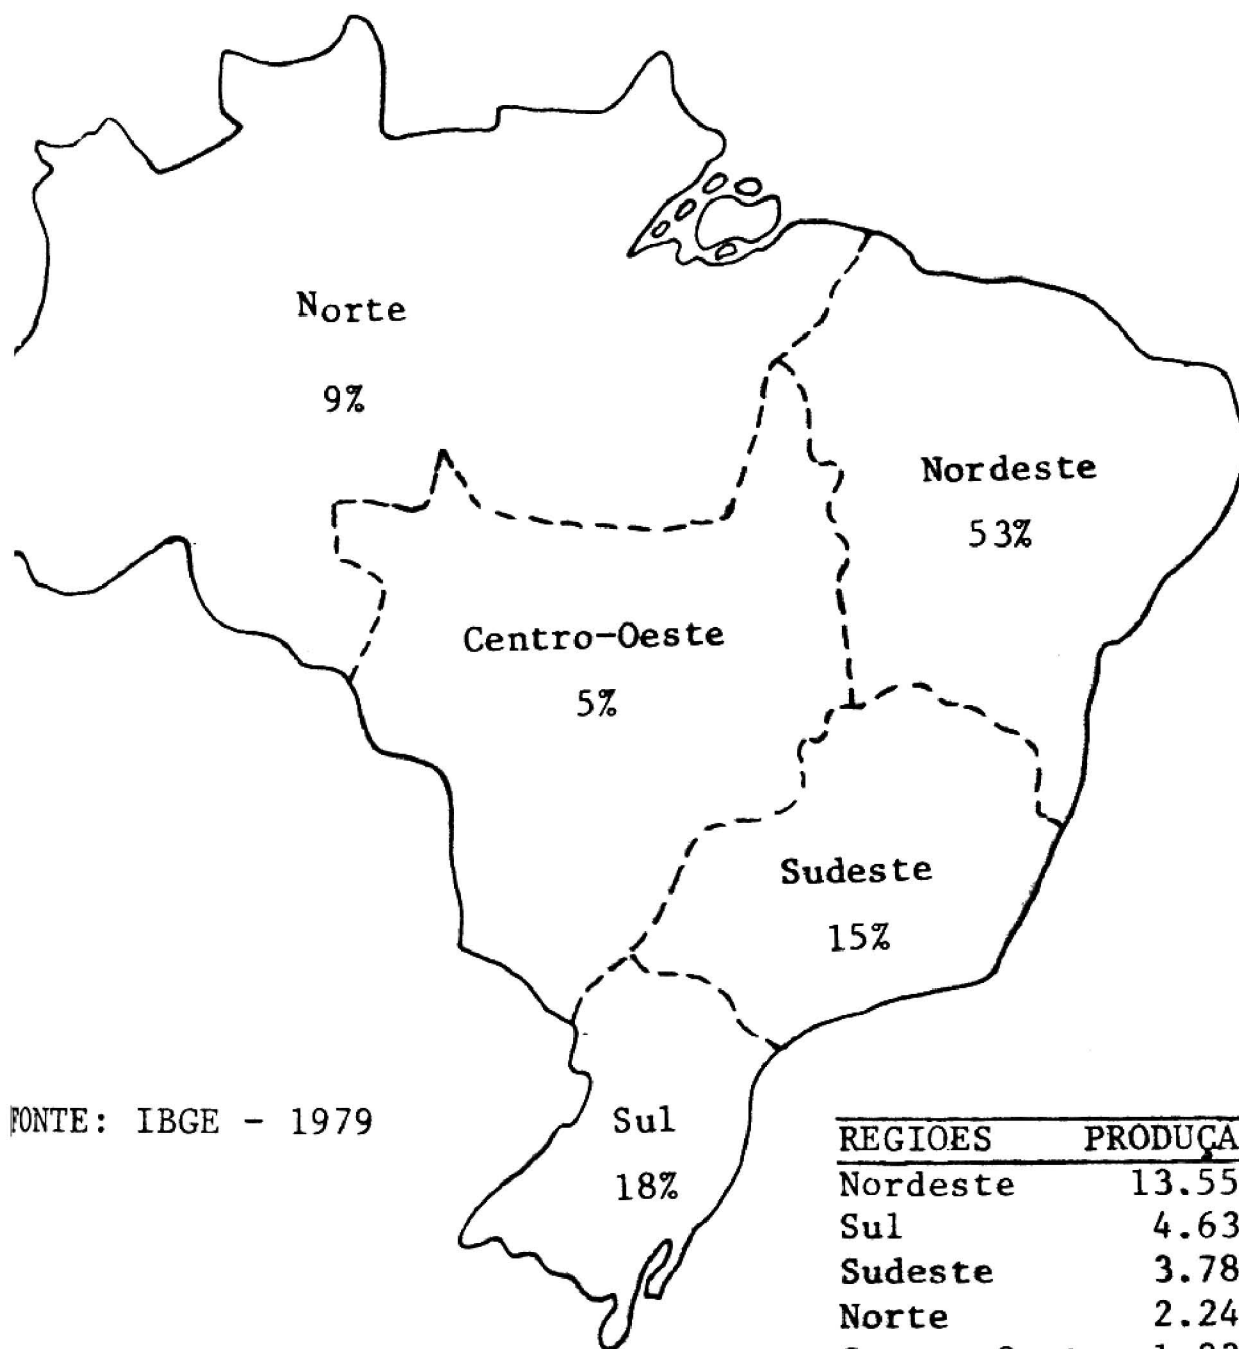 Norte
9%
Nordeste
53%
Centro-Oeste
5%
Sudeste
15%
Sul
18%
FONTE: IBGE - 1979
REGIOES PRODUÇA
Nordeste 13.55
Sul 4.63
Sudeste 3.78
Norte 2.24